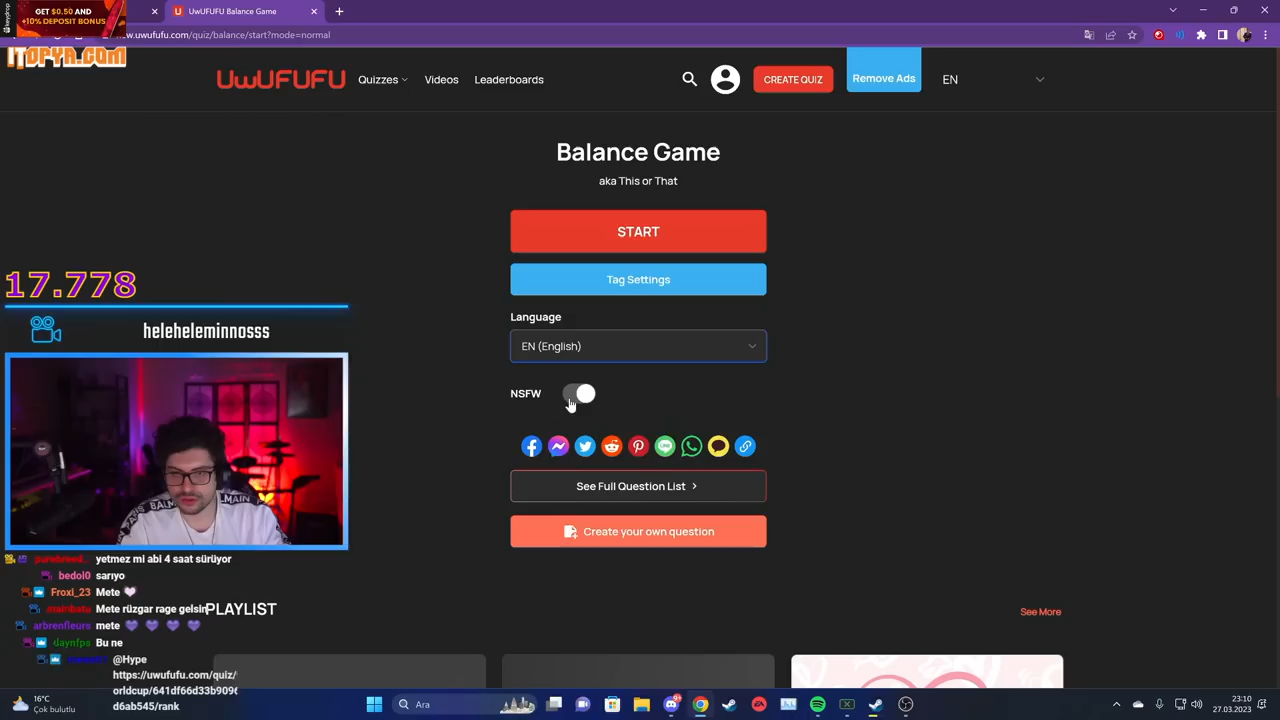 GET $0.50 AND
+10% DEPOSIT BONUS
keydrop
UwUFUFU Balance Game
.uwufufu.com/quiz/balance/start?mode=normal
ITOPYA.COM
UwUFUFU
Quizzes
Videos
Leaderboards
CREATE QUIZ
Remove Ads
EN
Balance Game
aka This or That
START
Tag Settings
Language
EN (English)
NSFW
See Full Question List
Create your own question
17.778
heleheleminnosss
yetmez mi abi 4 saat sürüyor
bedol0 sarıyo
Froxi_23 Mete
mainbatu Mete rüzgar rage gelsin
arbrenfleurs mete
daynfps Bu ne
@Hype
https://uwufufu.com/quiz/
orldcup/641df66d33b909
d6ab545/rank
PLAYLIST
See More
16°C
Çok bulutlu
Ara
23:10
27.03.2023